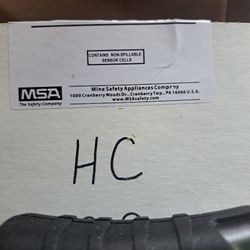 CONTAINS NON-SPILLABLE
SENSOR CELLS
MSA
The Safety Company
Mine Safety Appliances Company
1000 Cranberry Woods Dr., Cranberry Twp., PA 16066 U.S.A.
www.MSAsafety.com
HC